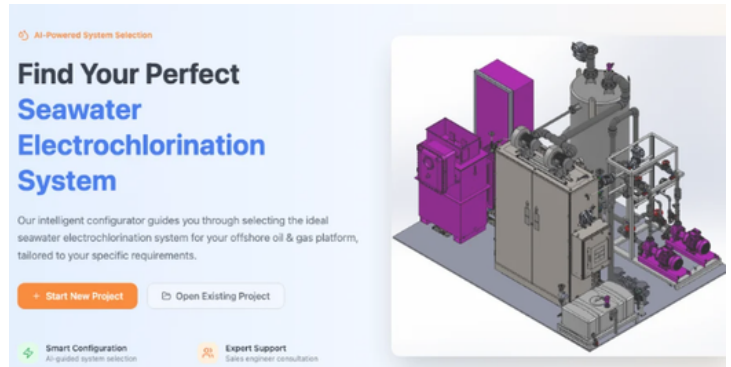 AI-Powered System Selection
Find Your Perfect
Seawater
Electrochlorination
System
Our intelligent configurator guides you through selecting the ideal
seawater electrochlorination system for your offshore oil & gas platform,
tailored to your specific requirements.
+ Start New Project
Open Existing Project
Smart Configuration
AI-guided system selection
Expert Support
Sales engineer consultation